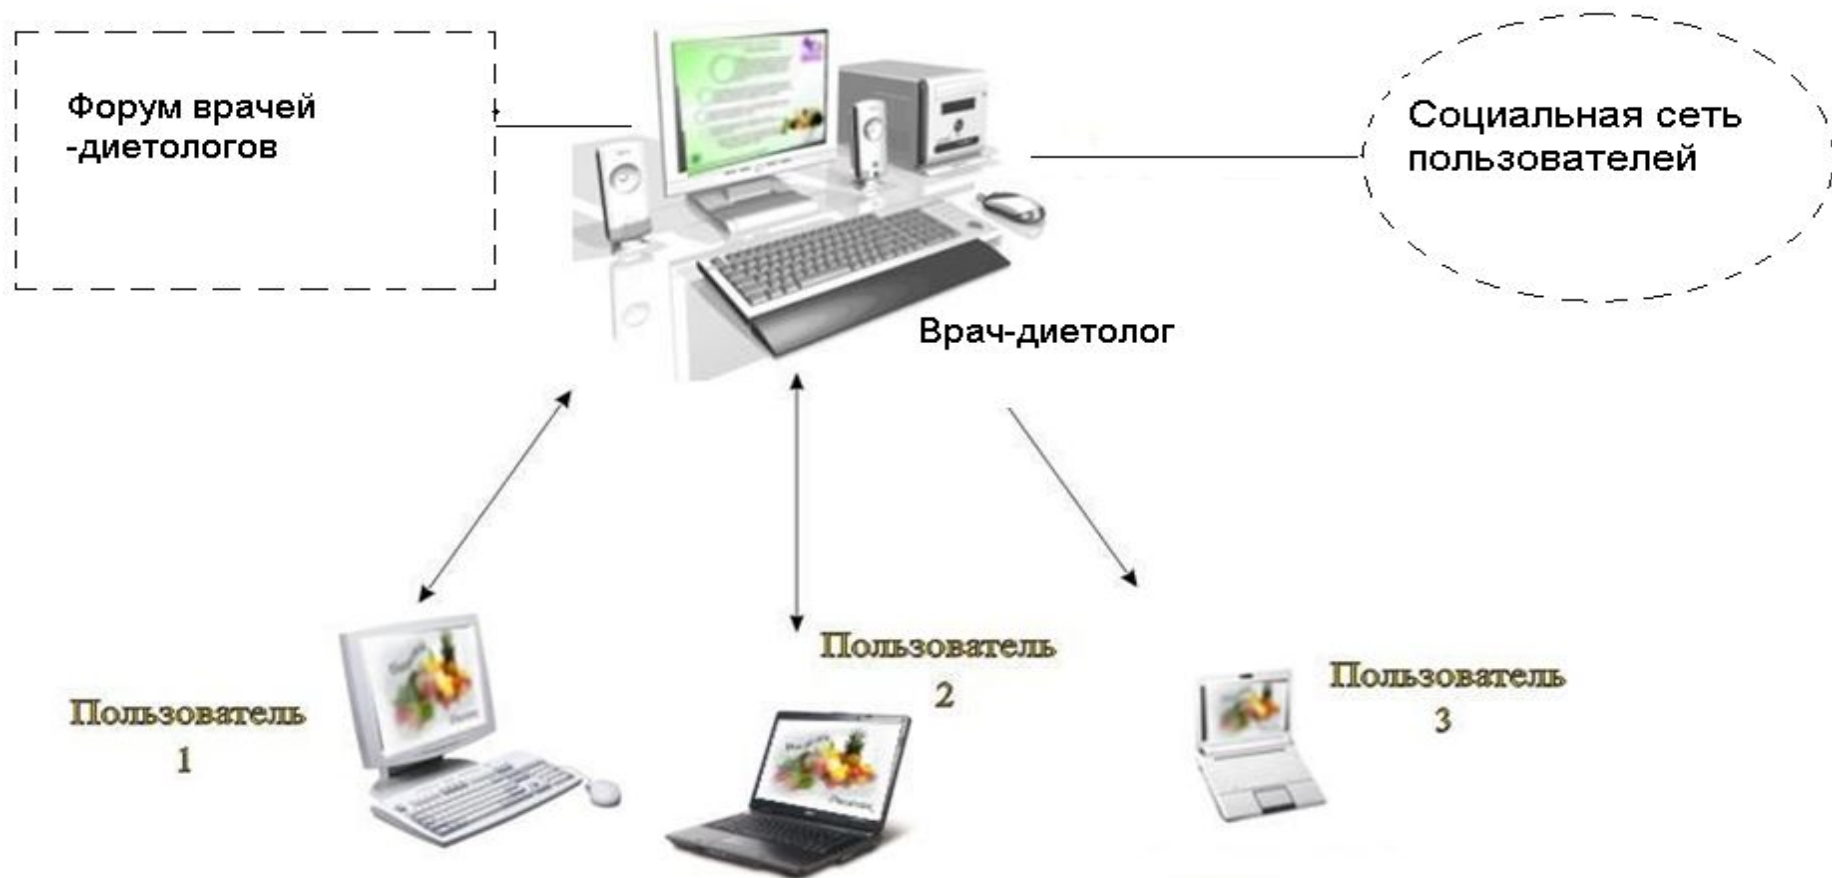 Форум врачей
-диетологов
Социальная сеть
пользователей
Врач-диетолог
Пользователь
1
Пользователь
2
Пользователь
3